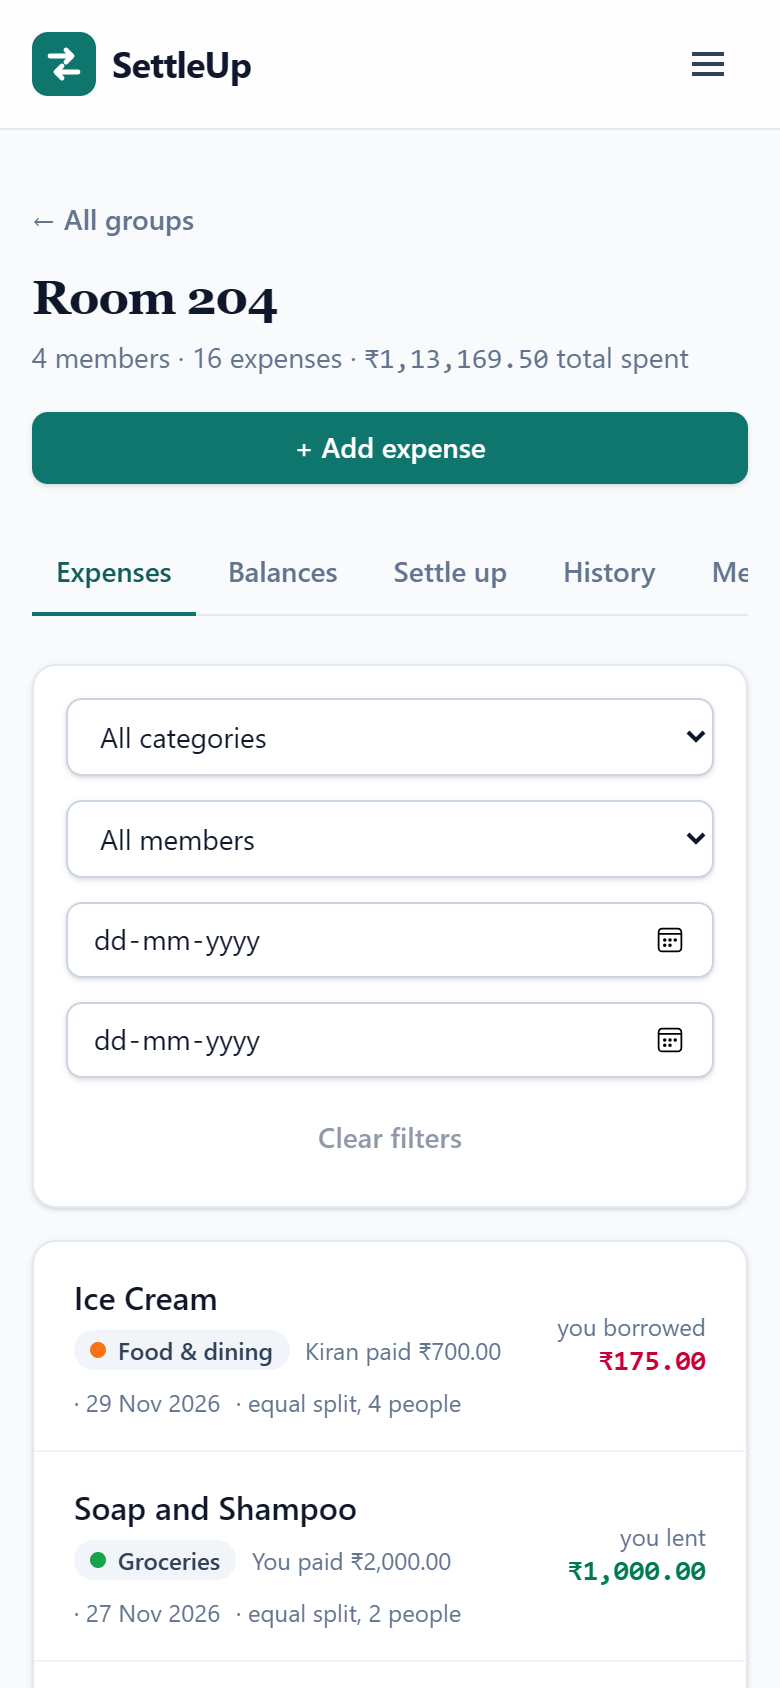 SettleUp
← All groups
Room 204
4 members · 16 expenses · ₹1,13,169.50 total spent
+ Add expense
Expenses Balances Settle up History Me
All categories
All members
dd-mm-yyyy
dd-mm-yyyy
Clear filters
Ice Cream
you borrowed
Food & dining Kiran paid ₹700.00
₹175.00
· 29 Nov 2026 · equal split, 4 people
Soap and Shampoo
you lent
Groceries You paid ₹2,000.00
₹1,000.00
· 27 Nov 2026 · equal split, 2 people